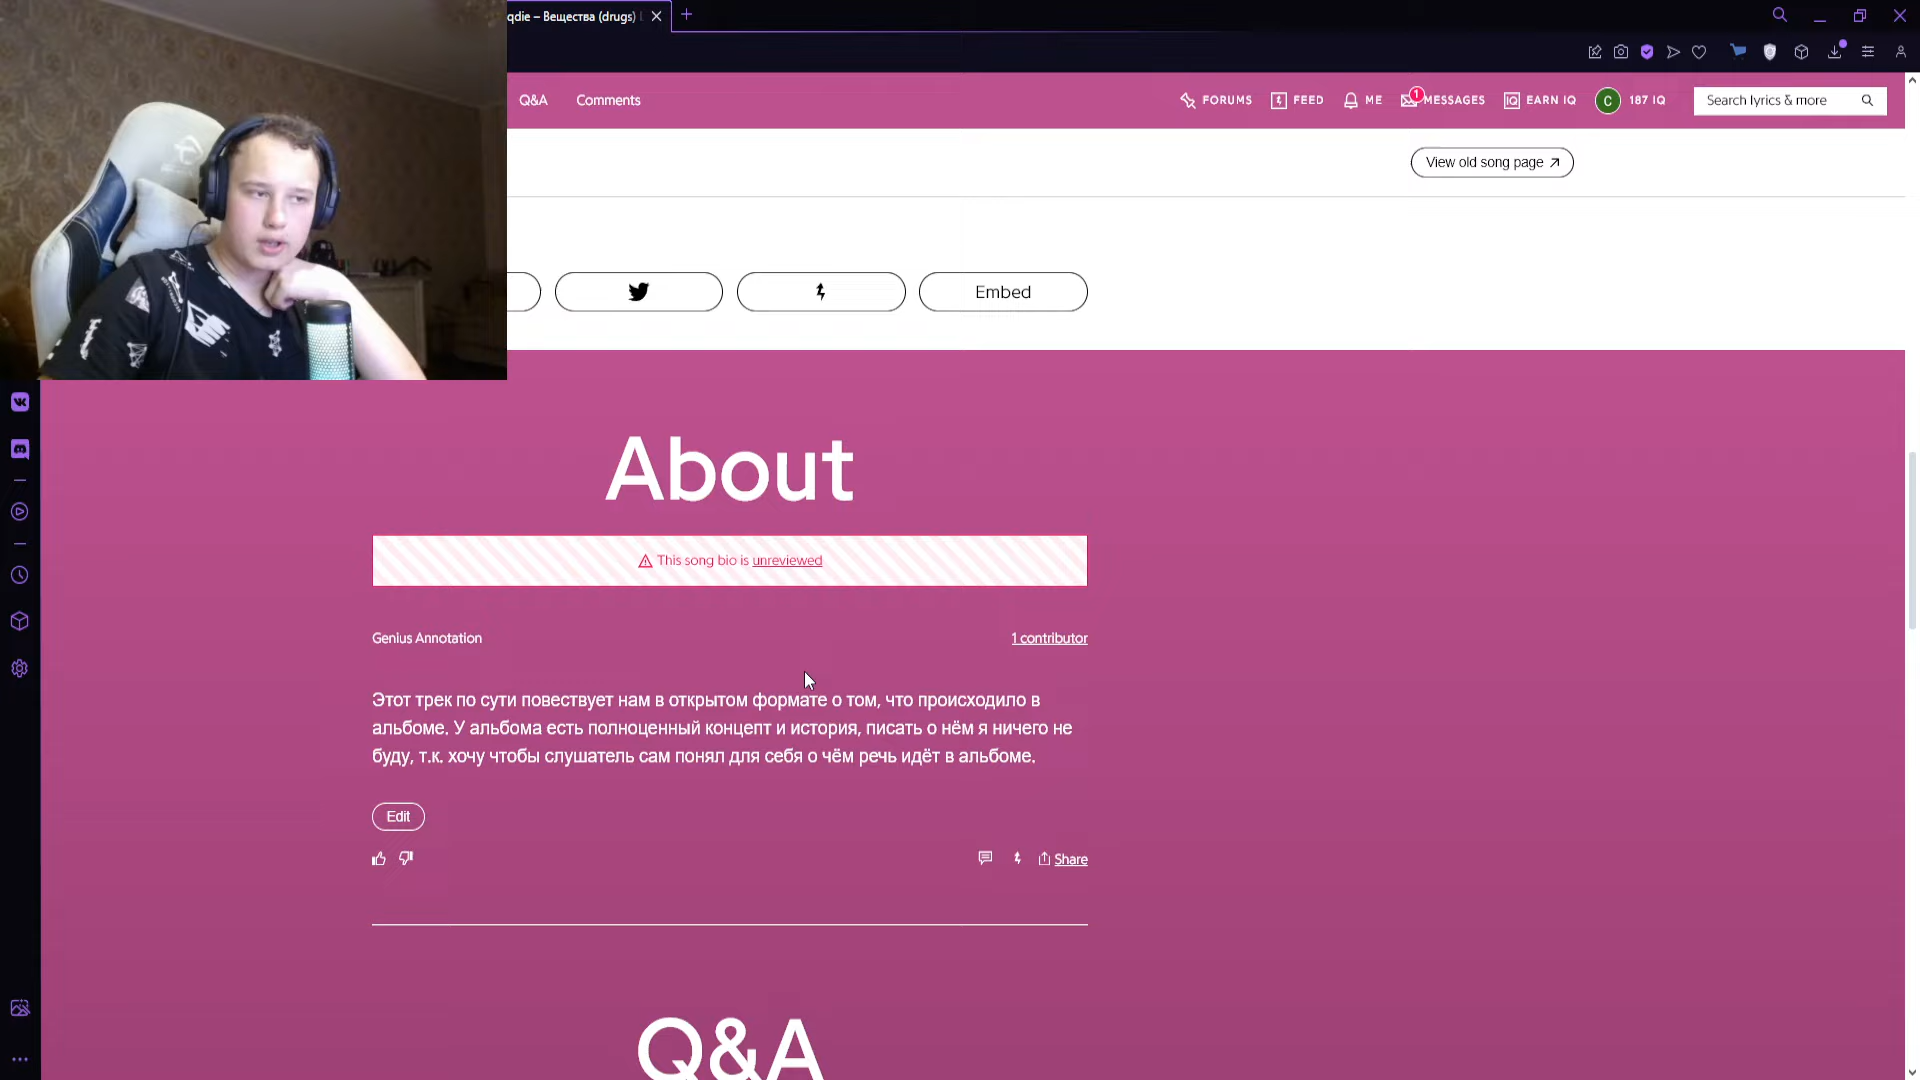 qdie – Вещества (drugs)
Q&A
Comments
FORUMS
FEED
ME
1
MESSAGES
IQ
EARN IQ
C
187 IQ
Search lyrics & more
View old song page
Embed
About
This song bio is unreviewed
Genius Annotation
1 contributor
Этот трек по сути повествует нам в открытом формате о том, что происходило в
альбоме. У альбома есть полноценный концепт и история, писать о нём я ничего не
буду, т.к. хочу чтобы слушатель сам понял для себя о чём речь идёт в альбоме.
Edit
Share
Q&A